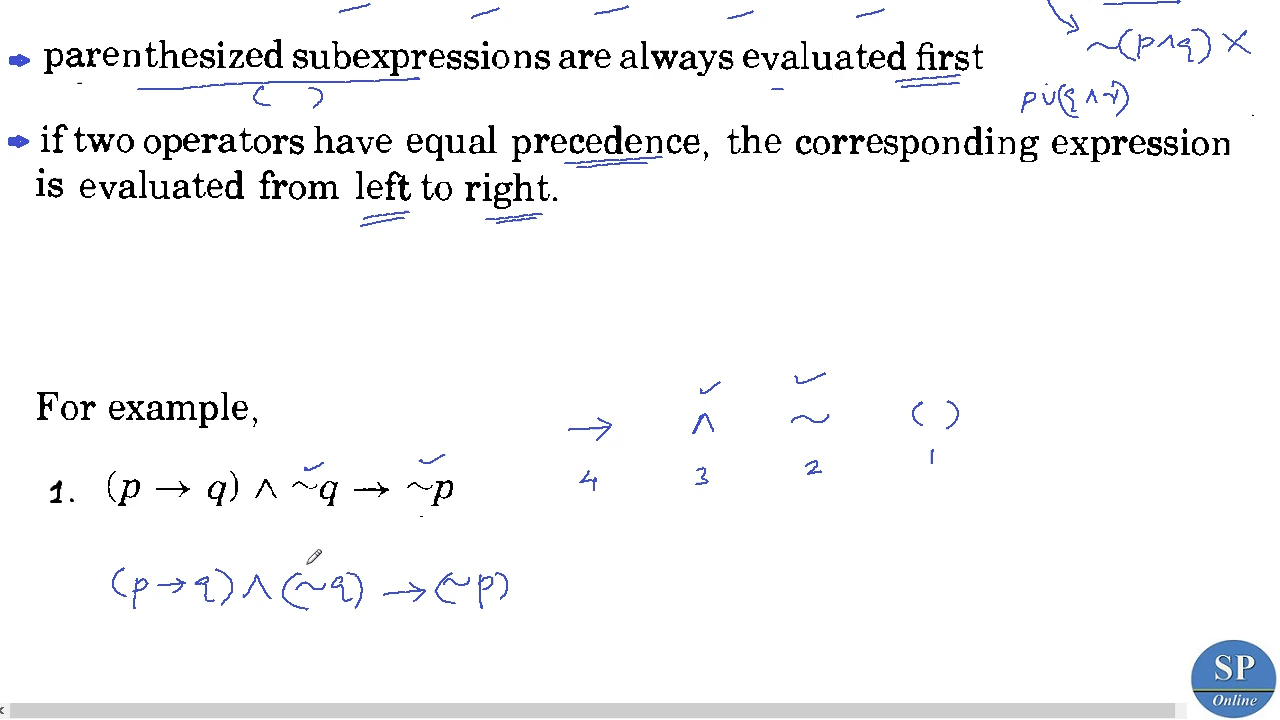 ~(p∧q) ×
parenthesized subexpressions are always evaluated first
( )
p∨(q∧r)
if two operators have equal precedence, the corresponding expression
is evaluated from left to right.
For example,
→ ∧ ~ ( )
4 3 2 1
1. (p → q) ∧ ~q → ~p
(p→q) ∧ (~q) → (~p)
SP
Online